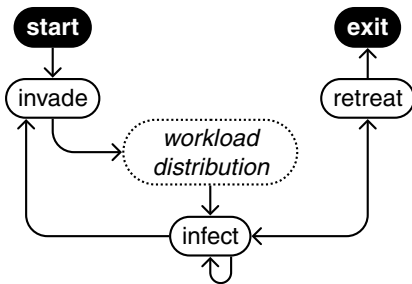 start
exit
invade
retreat
workload
distribution
infect